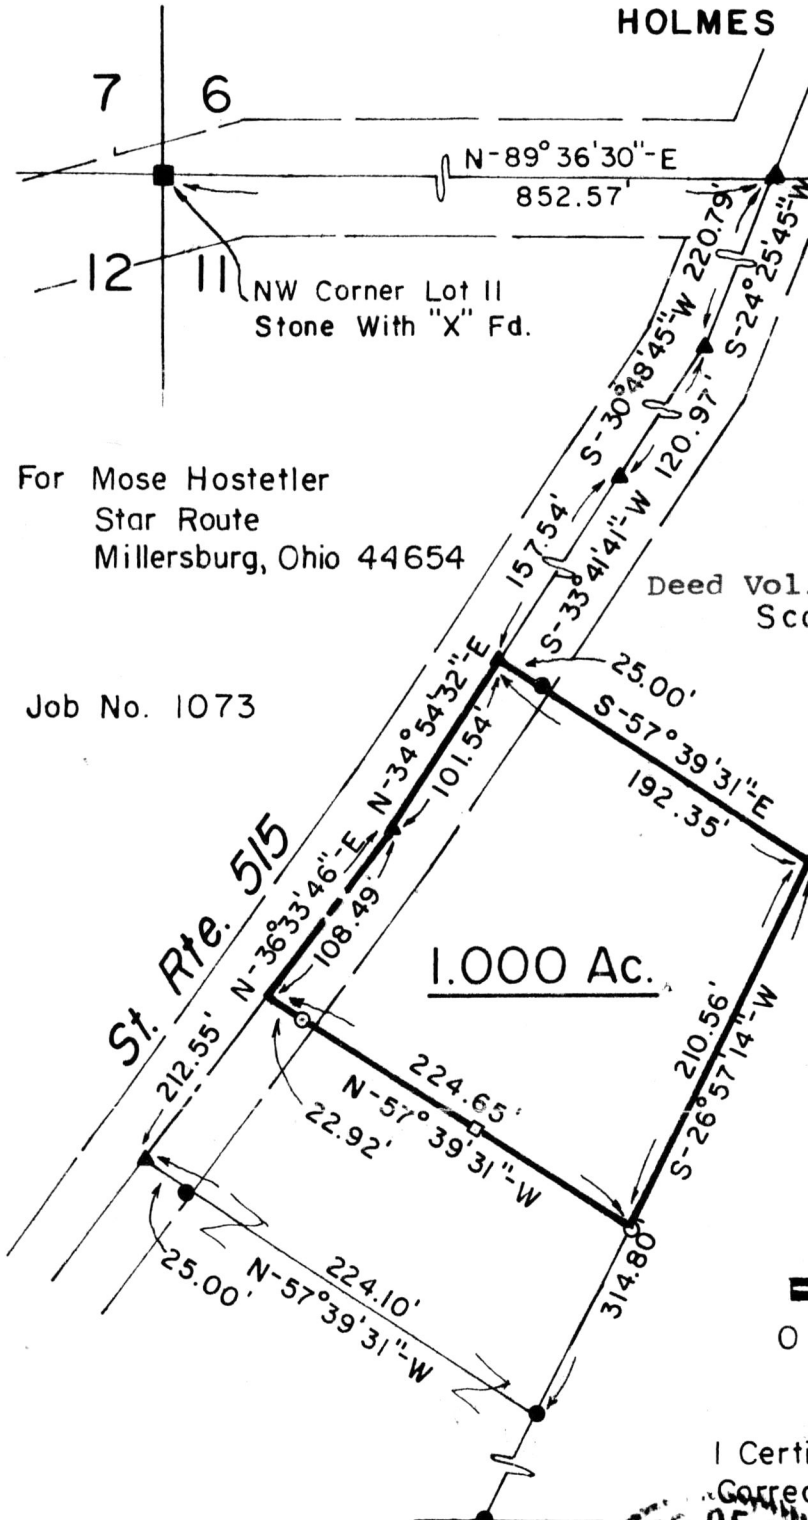 HOLMES
7
6
N-89°36'30"-E
852.57'
12
11
NW Corner Lot 11
Stone With "X" Fd.
220.79'
S-24°25'45"-W
S-30°48'45"-W
120.97'
For Mose Hostetler
Star Route
Millersburg, Ohio 44654
157.54'
S-33°41'41"-W
Deed Vol.
25.00'
Job No. 1073
N-34°54'32"-E
101.54'
S-57°39'31"-E
192.35'
St. Rte. 515
N-36°33'46"-E
108.49'
1.000 Ac.
212.55'
210.56'
S-26°57'14"-W
224.65'
N-57°39'31"-W
22.92'
25.00'
224.10'
N-57°39'31"-W
314.80'
0
I Certi
Correc